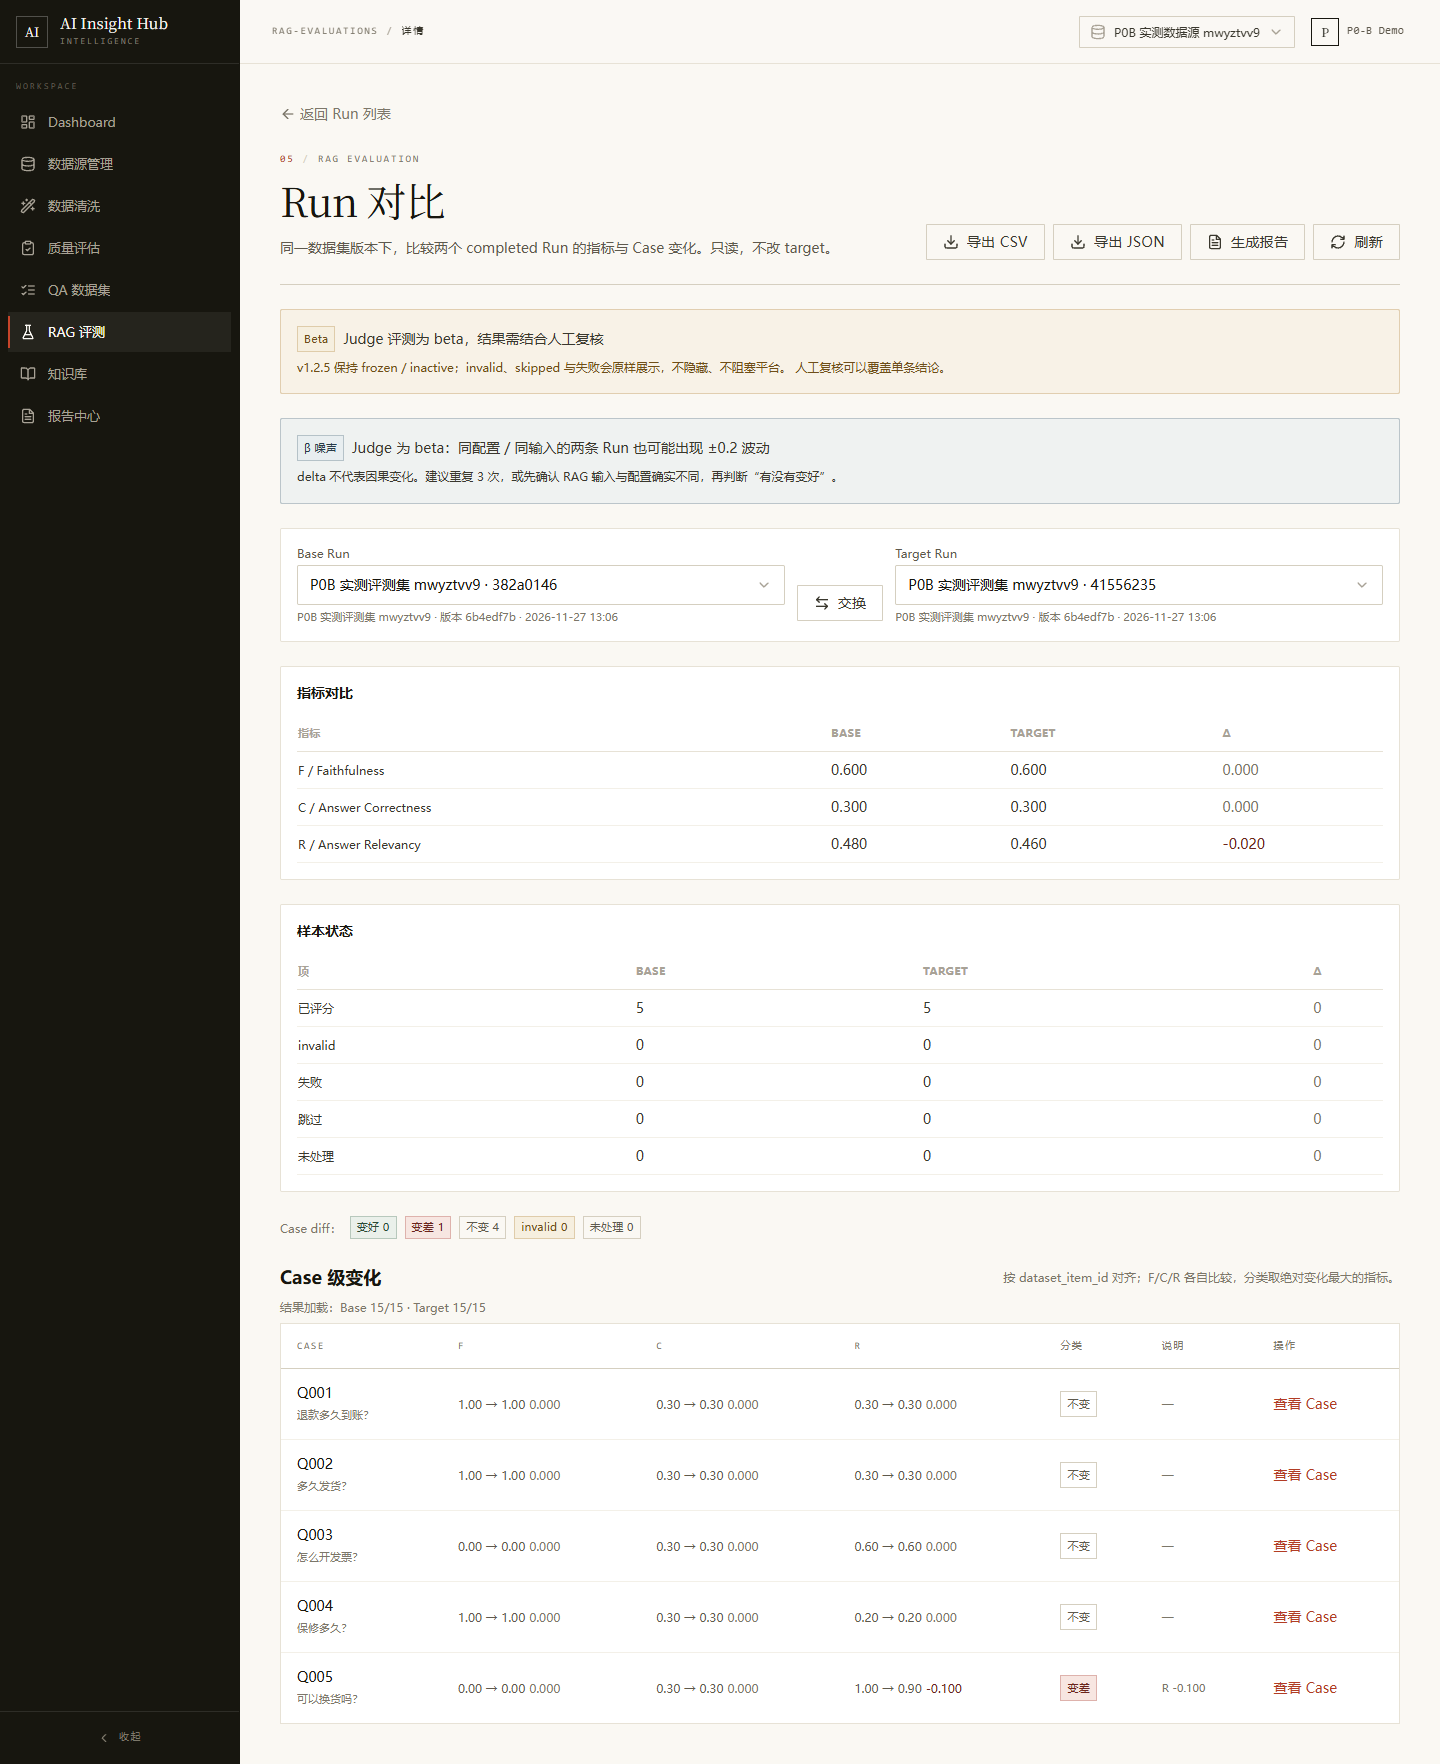 AI
AI Insight Hub
INTELLIGENCE
WORKSPACE
Dashboard
数据源管理
数据清洗
质量评估
QA 数据集
RAG 评测
知识库
报告中心
收起
RAG-EVALUATIONS / 详情
P0B 实测数据源 mwyztvv9
P
P0-B Demo
返回 Run 列表
05 / RAG EVALUATION
Run 对比
同一数据集版本下，比较两个 completed Run 的指标与 Case 变化。只读，不改 target。
导出 CSV
导出 JSON
生成报告
刷新
Beta Judge 评测为 beta，结果需结合人工复核
v1.2.5 保持 frozen / inactive；invalid、skipped 与失败会原样展示，不隐藏、不阻塞平台。 人工复核可以覆盖单条结论。
β 噪声 Judge 为 beta：同配置 / 同输入的两条 Run 也可能出现 ±0.2 波动
delta 不代表因果变化。建议重复 3 次，或先确认 RAG 输入与配置确实不同，再判断“有没有变好”。
Base Run
P0B 实测评测集 mwyztvv9 · 382a0146
P0B 实测评测集 mwyztvv9 · 版本 6b4edf7b · 2026-11-27 13:06
交换
Target Run
P0B 实测评测集 mwyztvv9 · 41556235
P0B 实测评测集 mwyztvv9 · 版本 6b4edf7b · 2026-11-27 13:06
指标对比
指标 BASE TARGET Δ
F / Faithfulness 0.600 0.600 0.000
C / Answer Correctness 0.300 0.300 0.000
R / Answer Relevancy 0.480 0.460 -0.020
样本状态
项 BASE TARGET Δ
已评分 5 5 0
invalid 0 0 0
失败 0 0 0
跳过 0 0 0
未处理 0 0 0
Case diff: 变好 0 变差 1 不变 4 invalid 0 未处理 0
Case 级变化
按 dataset_item_id 对齐；F/C/R 各自比较，分类取绝对变化最大的指标。
结果加载：Base 15/15 · Target 15/15
CASE F C R 分类 说明 操作
Q001 1.00 → 1.00 0.000 0.30 → 0.30 0.000 0.30 → 0.30 0.000 不变 — 查看 Case
退款多久到账？
Q002 1.00 → 1.00 0.000 0.30 → 0.30 0.000 0.30 → 0.30 0.000 不变 — 查看 Case
多久发货？
Q003 0.00 → 0.00 0.000 0.30 → 0.30 0.000 0.60 → 0.60 0.000 不变 — 查看 Case
怎么开发票？
Q004 1.00 → 1.00 0.000 0.30 → 0.30 0.000 0.20 → 0.20 0.000 不变 — 查看 Case
保修多久？
Q005 0.00 → 0.00 0.000 0.30 → 0.30 0.000 1.00 → 0.90 -0.100 变差 R -0.100 查看 Case
可以换货吗？